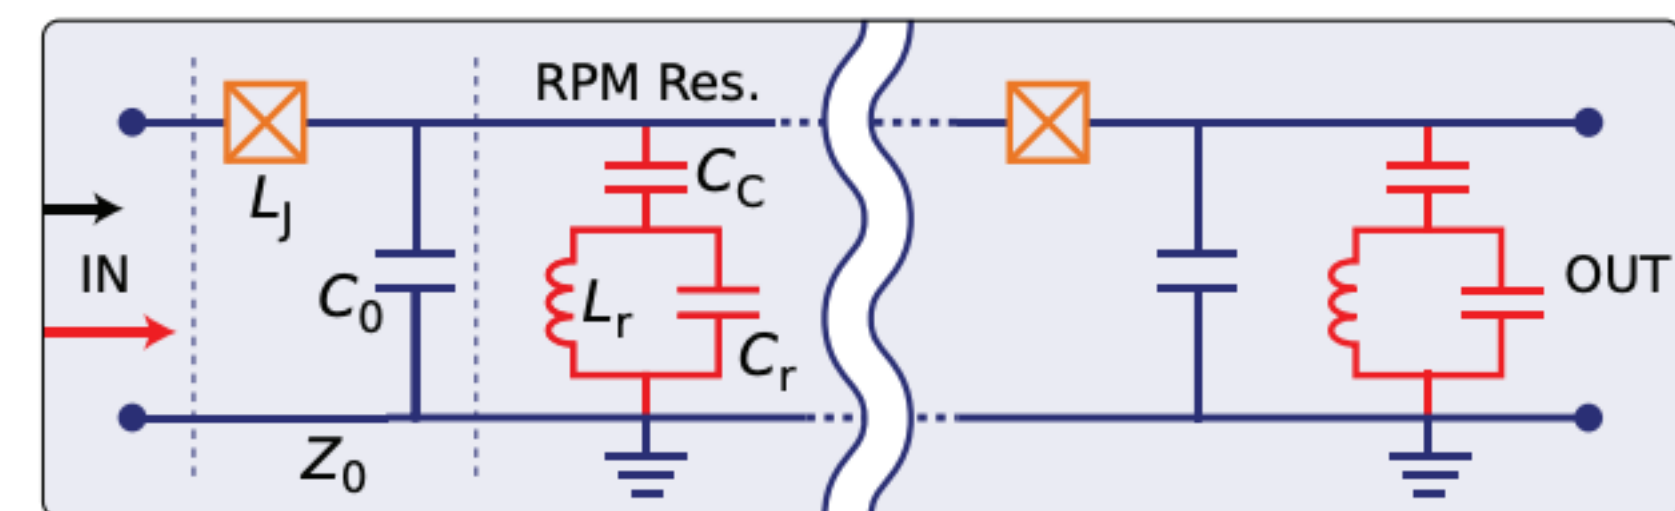 RPM Res.
L_J
C_C
IN
C_0
L_r
C_r
OUT
Z_0